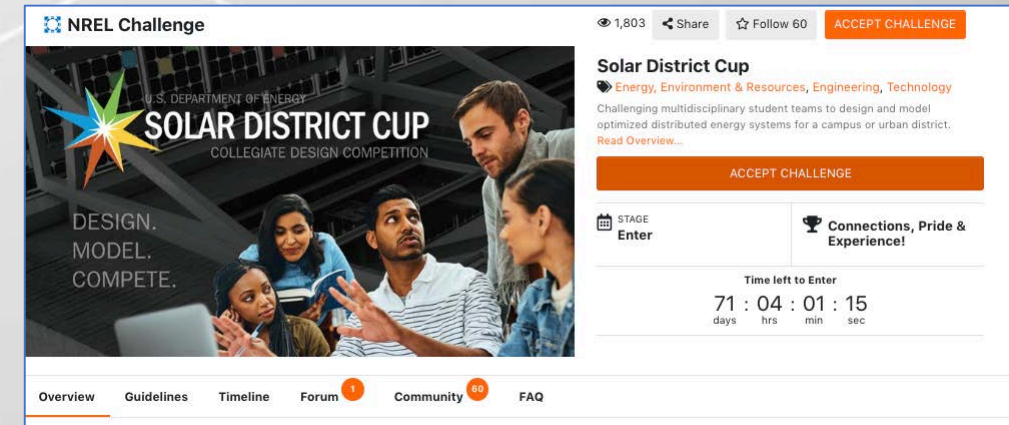 NREL Challenge
1,803 Share Follow 60 ACCEPT CHALLENGE
U.S. DEPARTMENT OF ENERGY
SOLAR DISTRICT CUP
COLLEGIATE DESIGN COMPETITION
DESIGN.
MODEL.
COMPETE.
Solar District Cup
Energy, Environment & Resources, Engineering, Technology
Challenging multidisciplinary student teams to design and model
optimized distributed energy systems for a campus or urban district.
Read Overview...
ACCEPT CHALLENGE
STAGE
Enter
Connections, Pride &
Experience!
Time left to Enter
71 : 04 : 01 : 15
days hrs min sec
Overview Guidelines Timeline Forum 1 Community 60 FAQ